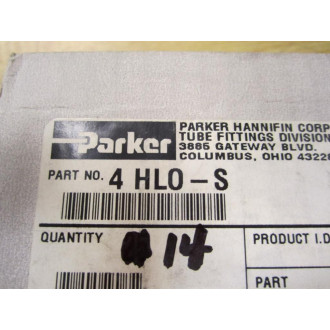 Parker
PARKER HANNIFIN CORP
TUBE FITTINGS DIVISION
3885 GATEWAY BLVD.
COLUMBUS, OHIO 43228
PART NO. 4 HLO-S
QUANTITY 14
PRODUCT I.D
PART